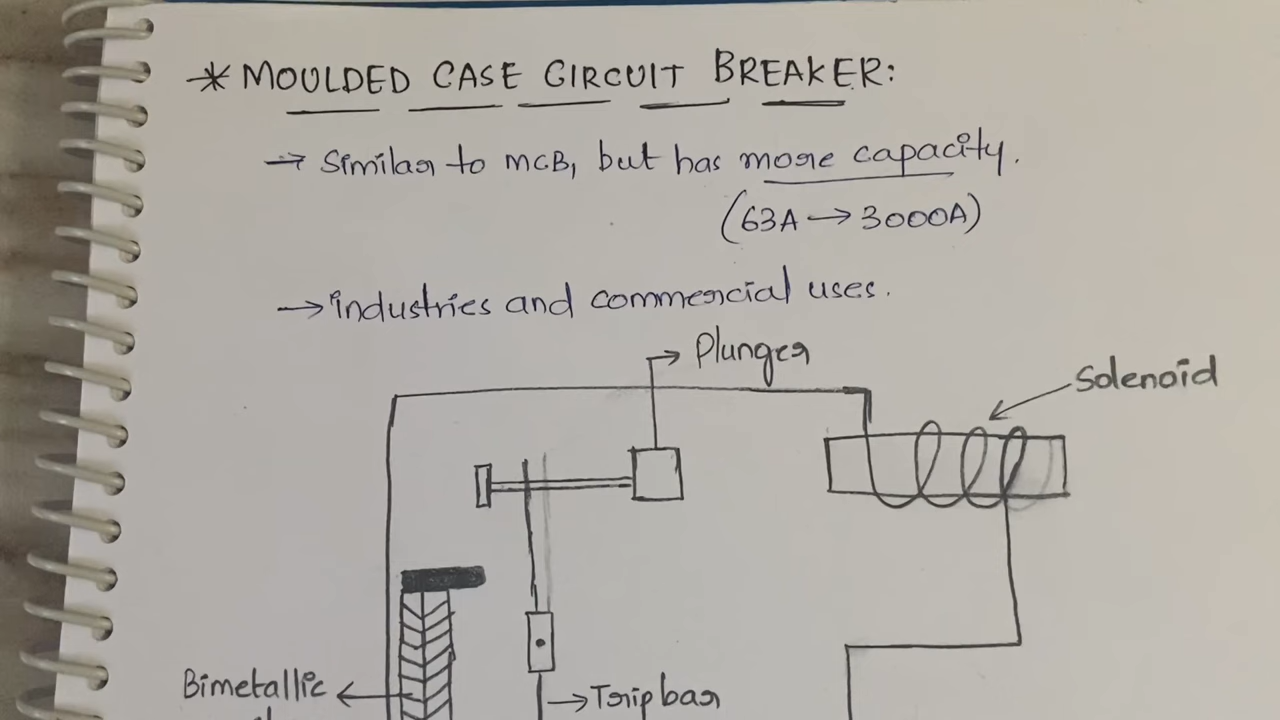 * MOULDED CASE CIRCUIT BREAKER:
→ Similar to MCB, but has more capacity.
(63A → 3000A)
→ industries and commercial uses.
Plunger
Solenoid
Bimetallic
Trip bar